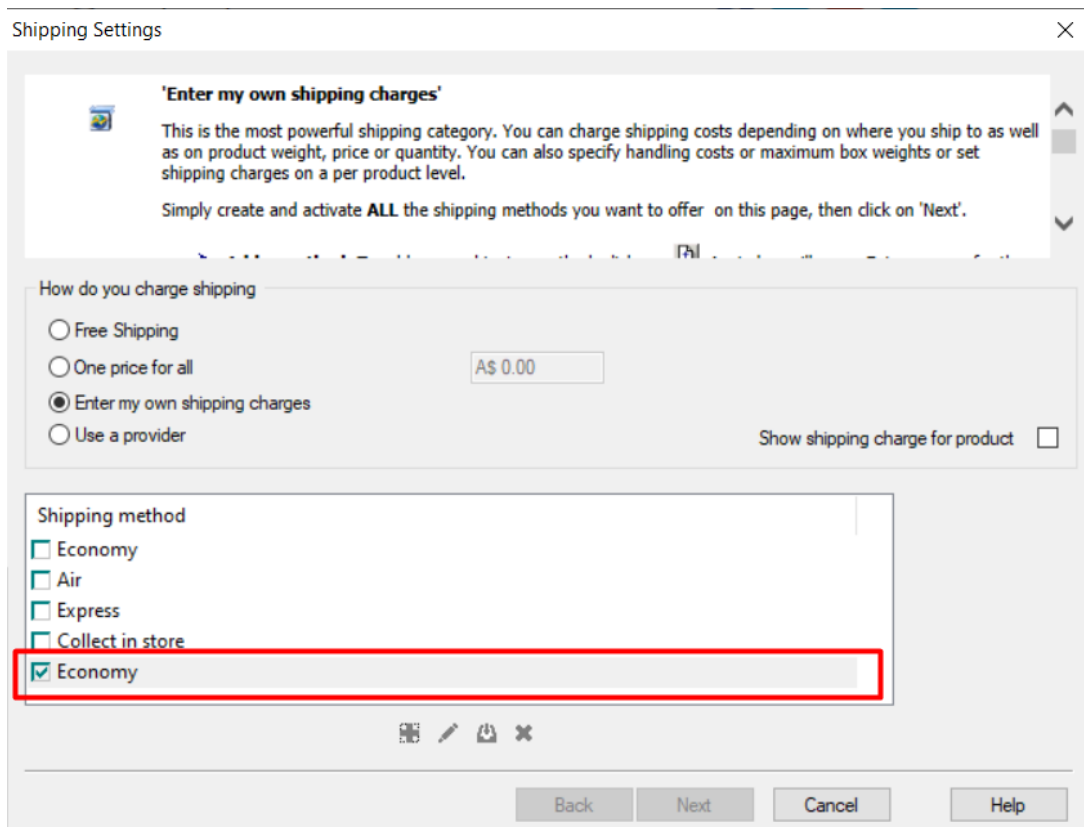 Shipping Settings
'Enter my own shipping charges'
This is the most powerful shipping category. You can charge shipping costs depending on where you ship to as well
as on product weight, price or quantity. You can also specify handling costs or maximum box weights or set
shipping charges on a per product level.
Simply create and activate ALL the shipping methods you want to offer on this page, then click on 'Next'.
How do you charge shipping
Free Shipping
One price for all A$ 0.00
Enter my own shipping charges
Use a provider
Show shipping charge for product
Shipping method
Economy
Air
Express
Collect in store
Economy
Back Next Cancel Help